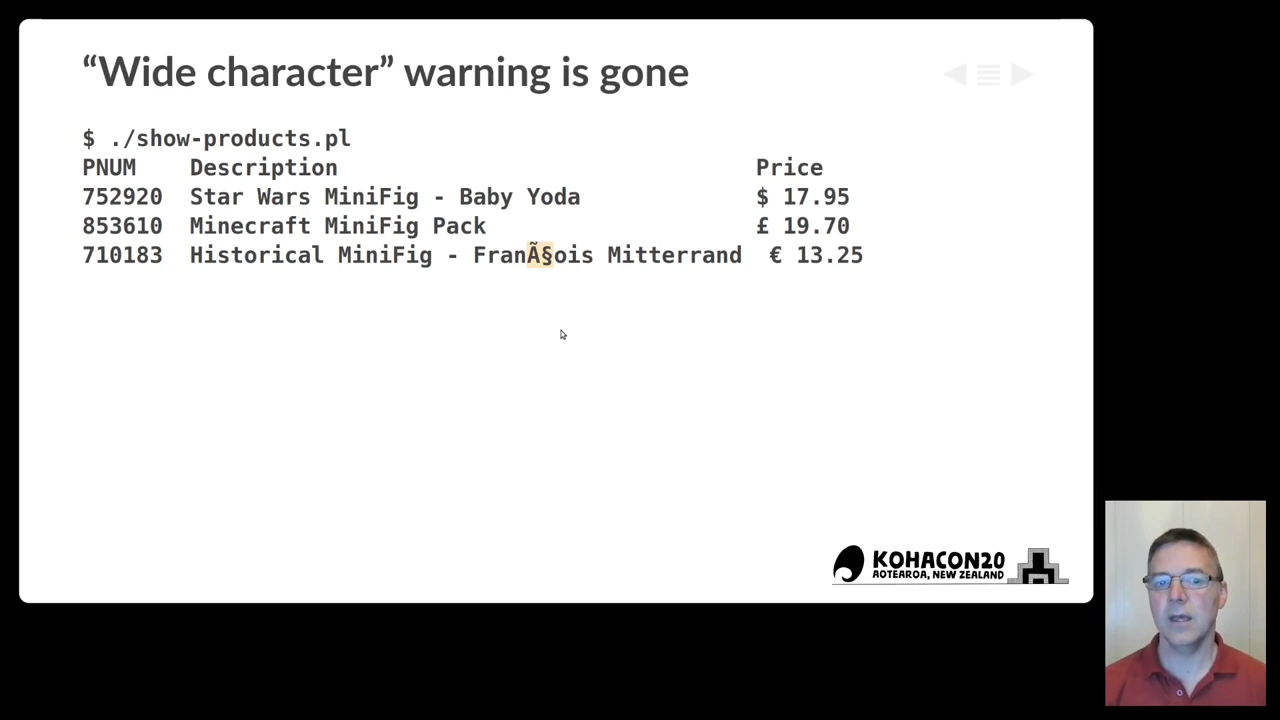 “Wide character” warning is gone
$ ./show-products.pl
PNUM Description Price
752920 Star Wars MiniFig - Baby Yoda $ 17.95
853610 Minecraft MiniFig Pack £ 19.70
710183 Historical MiniFig - FranÃ§ois Mitterrand € 13.25
KOHACON20
AOTEAROA, NEW ZEALAND